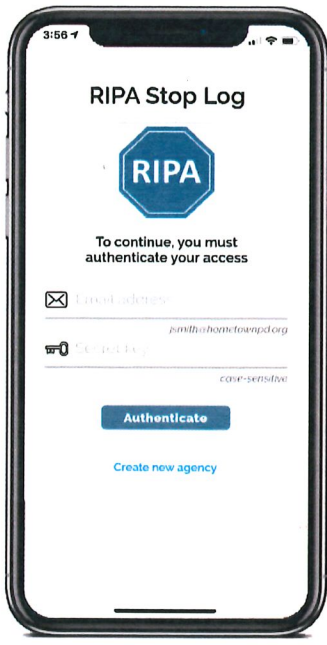 3:56
RIPA Stop Log
RIPA
To continue, you must
authenticate your access
Email address
jsmith@hometownpd.org
Secret key
case-sensitive
Authenticate
Create new agency